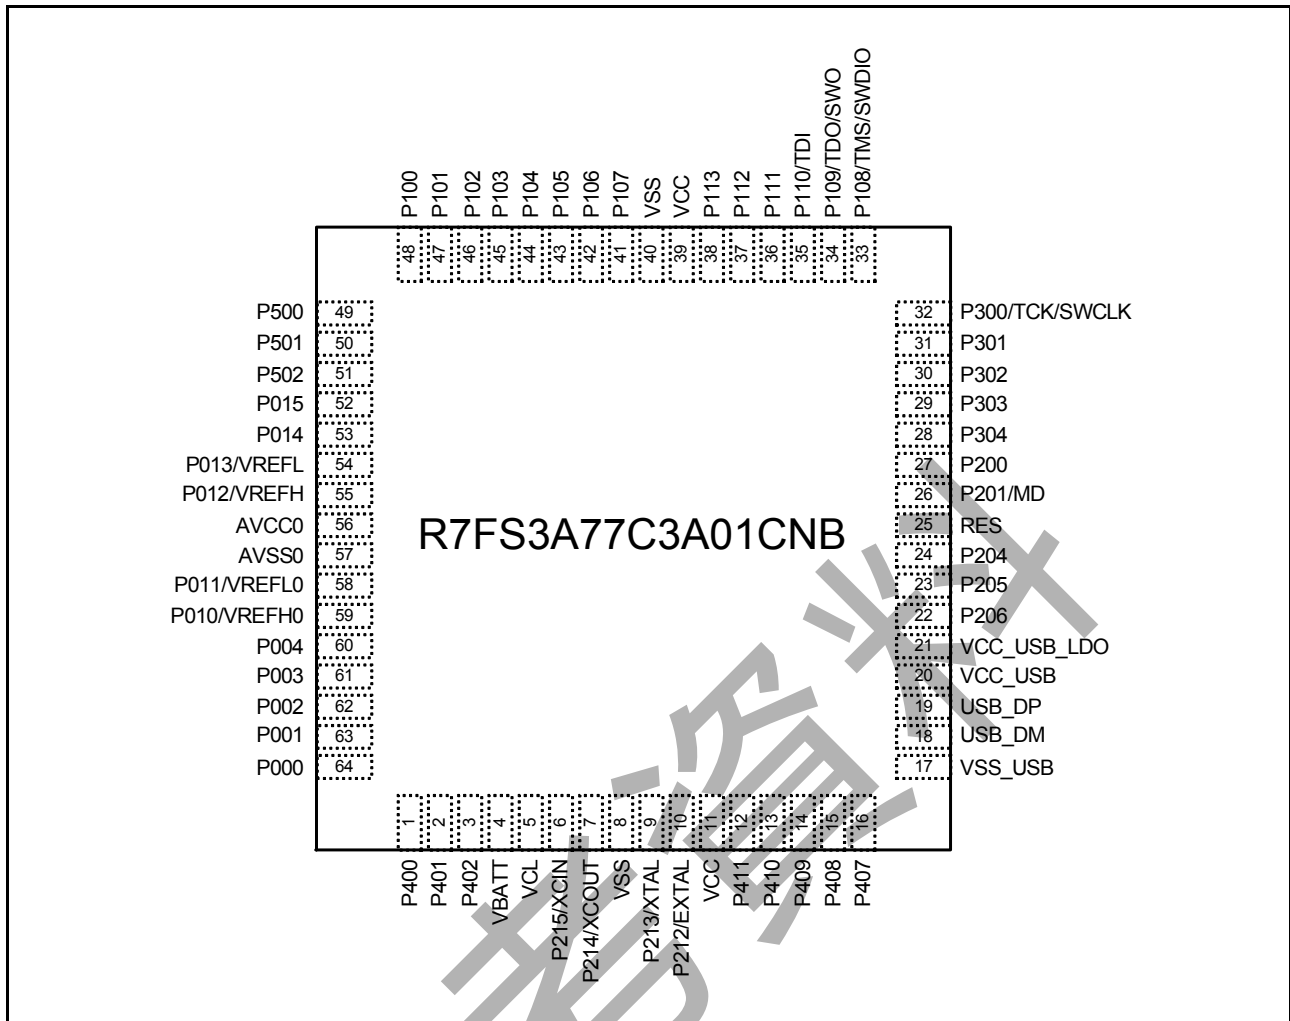 P100
P101
P102
P103
P104
P105
P106
P107
VSS
VCC
P113
P112
P111
P110/TDI
P109/TDO/SWO
P108/TMS/SWDIO
48
47
46
45
44
43
42
41
40
39
38
37
36
35
34
33
P500 49
P501 50
P502 51
P015 52
P014 53
P013/VREFL 54
P012/VREFH 55
AVCC0 56
AVSS0 57
P011/VREFL0 58
P010/VREFH0 59
P004 60
P003 61
P002 62
P001 63
P000 64
R7FS3A77C3A01CNB
32 P300/TCK/SWCLK
31 P301
30 P302
29 P303
28 P304
27 P200
26 P201/MD
25 RES
24 P204
23 P205
22 P206
21 VCC_USB_LDO
20 VCC_USB
19 USB_DP
18 USB_DM
17 VSS_USB
1
2
3
4
5
6
7
8
9
10
11
12
13
14
15
16
P400
P401
P402
VBATT
VCL
P215/XCIN
P214/XCOUT
VSS
P213/XTAL
P212/EXTAL
VCC
P411
P410
P409
P408
P407
考資料